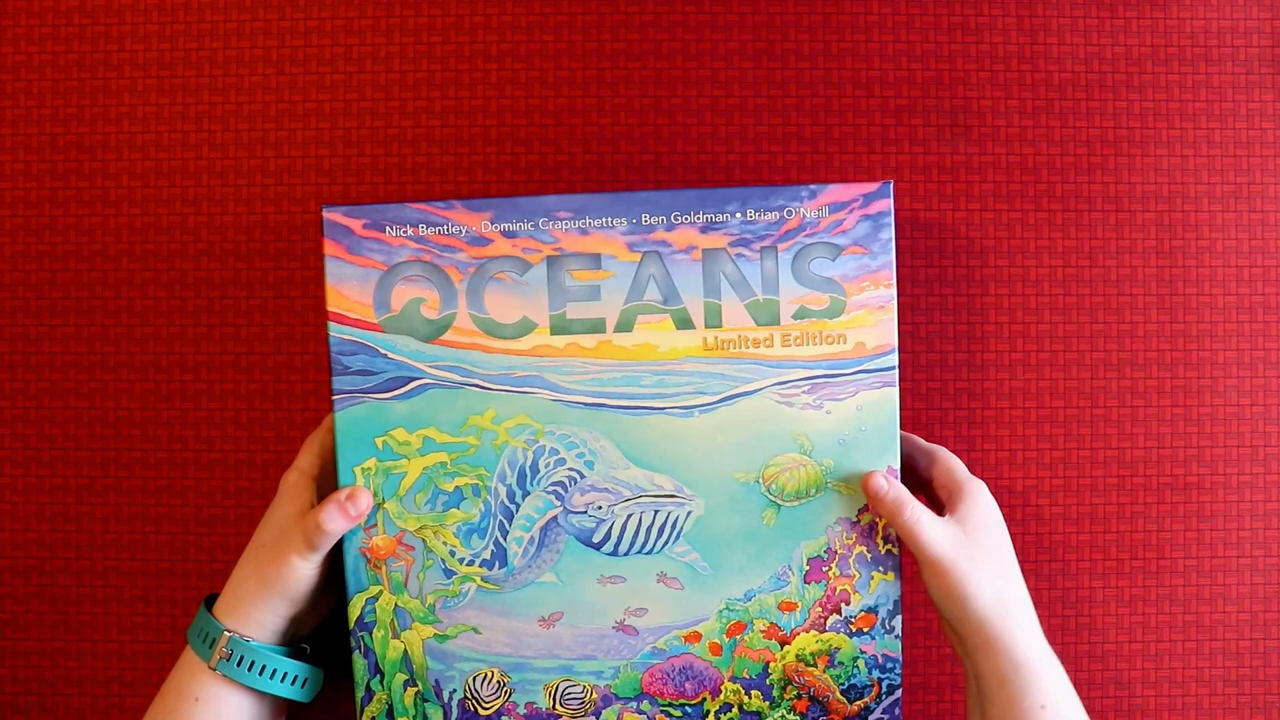 Nick Bentley • Dominic Crapuchettes • Ben Goldman • Brian O'Neill
OCEANS
Limited Edition